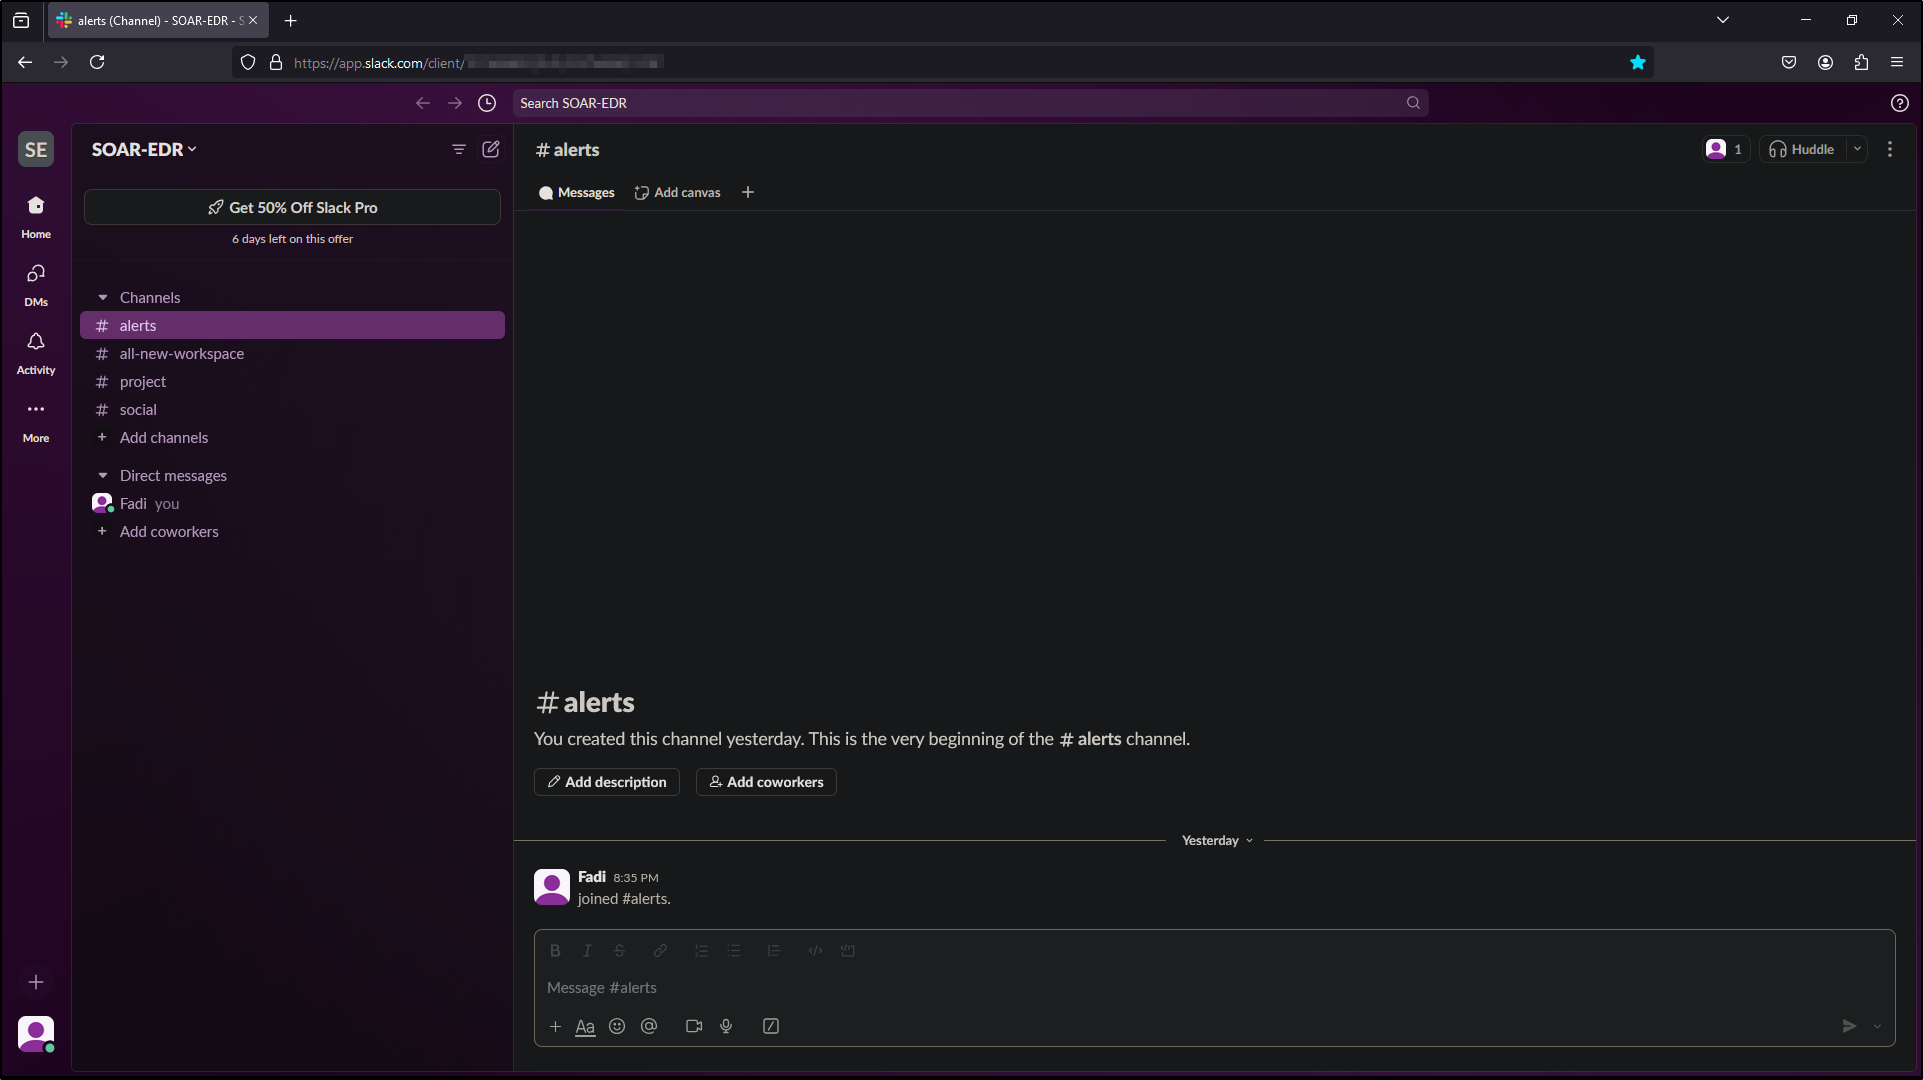 alerts (Channel) - SOAR-EDR - S
https://app.slack.com/client/
Search SOAR-EDR
SE
SOAR-EDR
# alerts
1
Huddle
Messages
Add canvas
Get 50% Off Slack Pro
6 days left on this offer
Home
DMs
Activity
More
Channels
# alerts
# all-new-workspace
# project
# social
+ Add channels
Direct messages
Fadi you
+ Add coworkers
# alerts
You created this channel yesterday. This is the very beginning of the # alerts channel.
Add description
Add coworkers
Yesterday
Fadi 8:35 PM
joined #alerts.
B I S
Message #alerts
+ Aa @